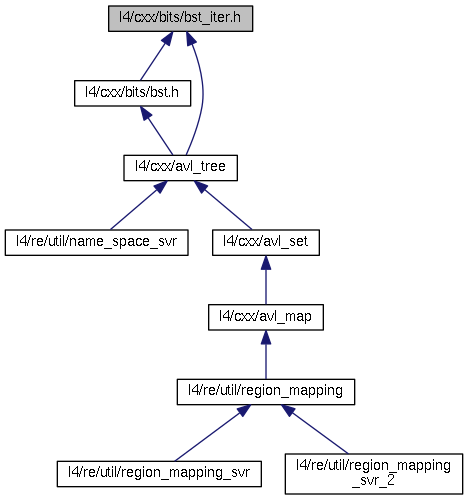 l4/cxx/bits/bst_iter.h
l4/cxx/bits/bst.h
l4/cxx/avl_tree
l4/re/util/name_space_svr
l4/cxx/avl_set
l4/cxx/avl_map
l4/re/util/region_mapping
l4/re/util/region_mapping_svr
l4/re/util/region_mapping
_svr_2